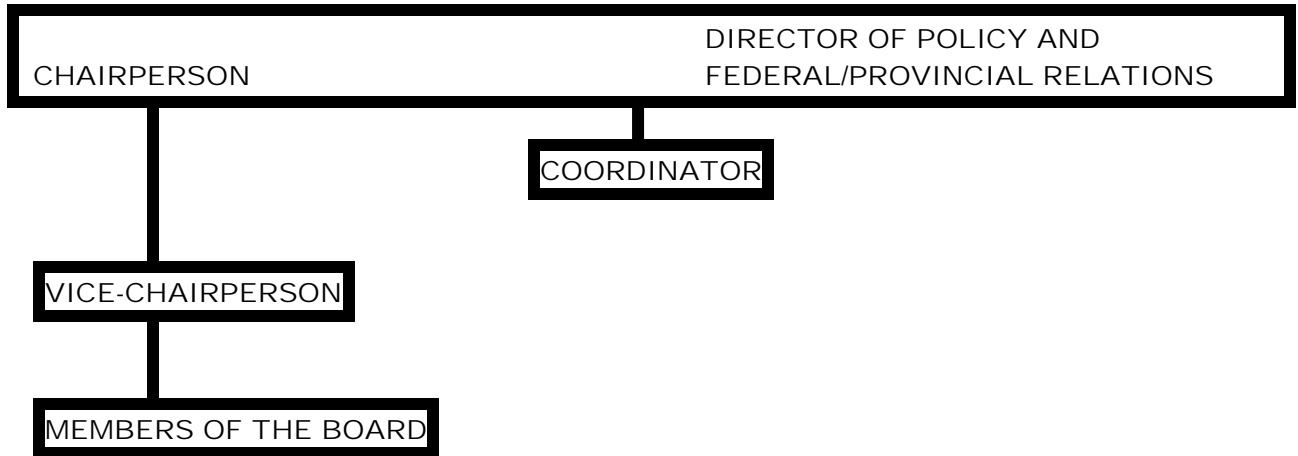 CHAIRPERSON
DIRECTOR OF POLICY AND
FEDERAL/PROVINCIAL RELATIONS
COORDINATOR
VICE-CHAIRPERSON
MEMBERS OF THE BOARD